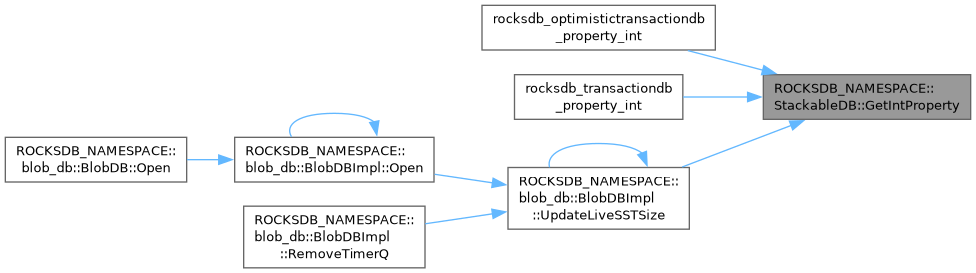 rocksdb_optimistictransactiondb
_property_int
rocksdb_transactiondb
_property_int
ROCKSDB_NAMESPACE::
StackableDB::GetIntProperty
ROCKSDB_NAMESPACE::
blob_db::BlobDB::Open
ROCKSDB_NAMESPACE::
blob_db::BlobDBImpl::Open
ROCKSDB_NAMESPACE::
blob_db::BlobDBImpl
::UpdateLiveSSTSize
ROCKSDB_NAMESPACE::
blob_db::BlobDBImpl
::RemoveTimerQ